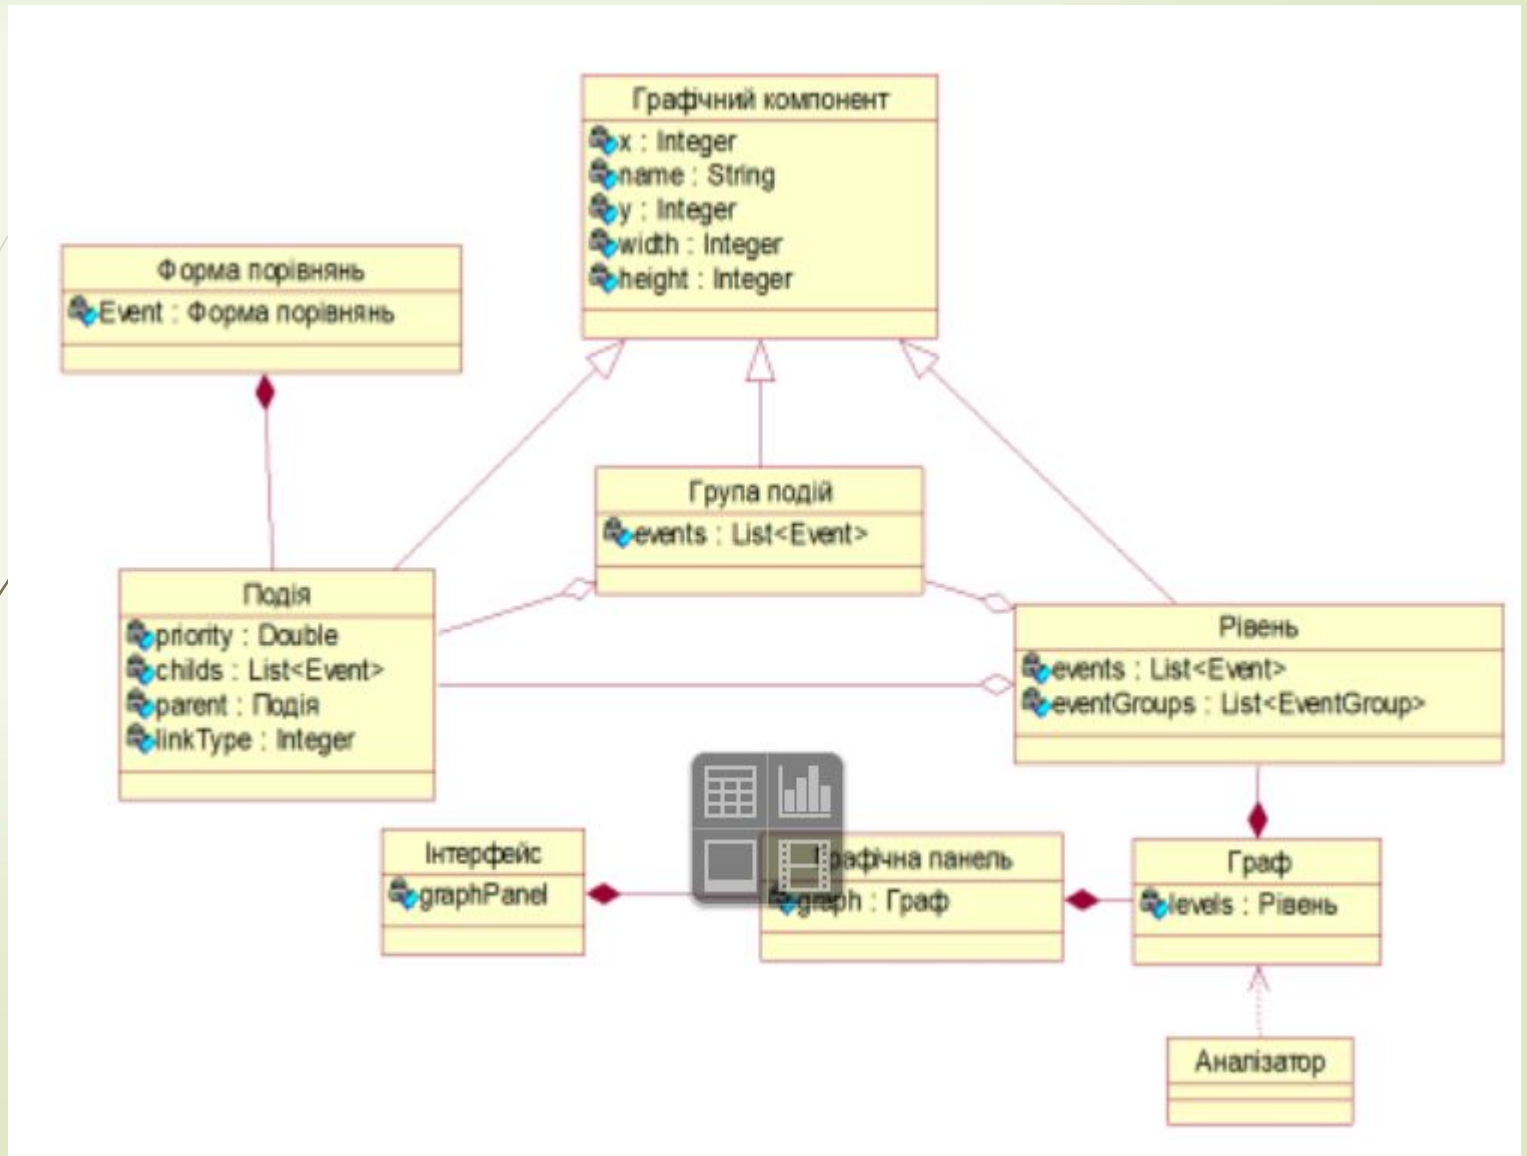 Графічний компонент
x : Integer
name : String
y : Integer
width : Integer
height : Integer
Форма порівнянь
Event : Форма порівнянь
Група подій
events : List<Event>
Подія
priority : Double
childs : List<Event>
parent : Подія
linkType : Integer
Рівень
events : List<Event>
eventGroups : List<EventGroup>
Інтерфейс
graphPanel
Графічна панель
graph : Граф
Граф
levels : Рівень
Аналізатор